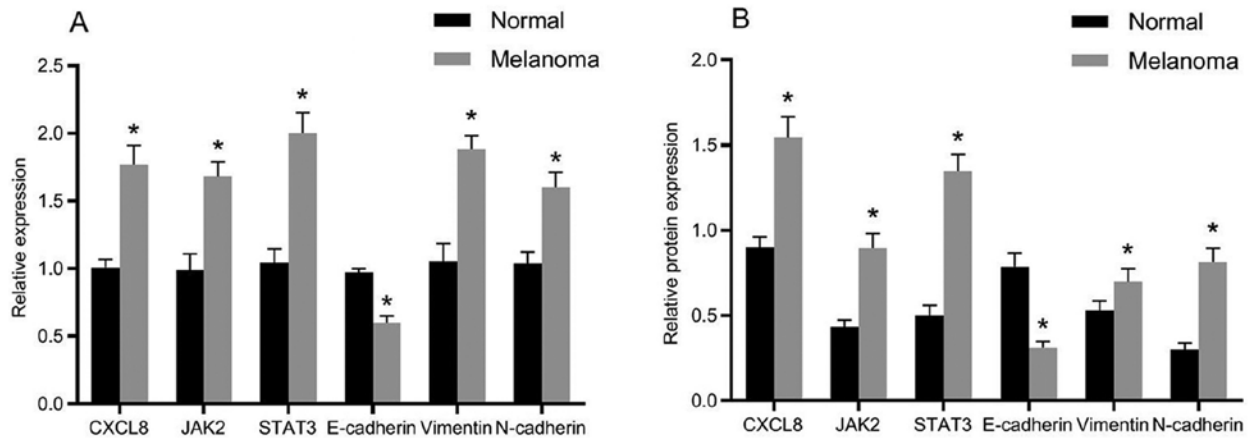 A
Normal
Melanoma
Relative expression
2.5
2.0
1.5
1.0
0.5
0.0
* * * * * *
CXCL8 JAK2 STAT3 E-cadherin Vimentin N-cadherin
B
Normal
Melanoma
Relative protein expression
2.0
1.5
1.0
0.5
0.0
* * * * * *
CXCL8 JAK2 STAT3 E-cadherin Vimentin N-cadherin